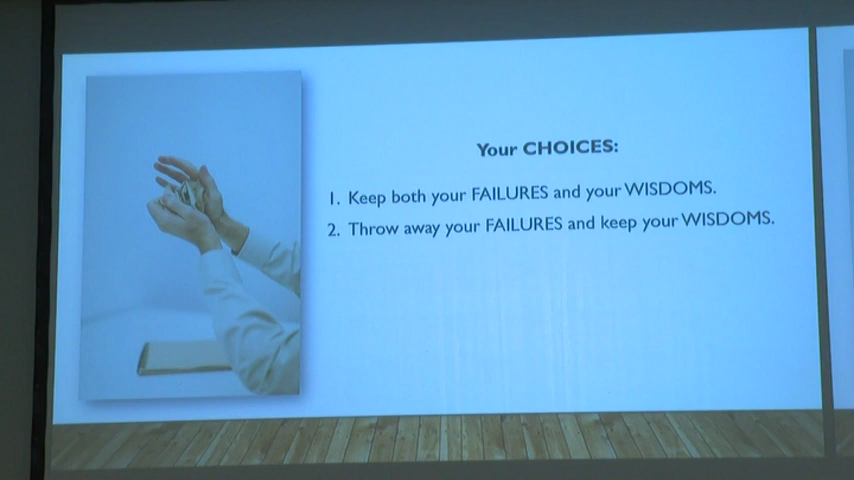 Your CHOICES:
1. Keep both your FAILURES and your WISDOMS.
2. Throw away your FAILURES and keep your WISDOMS.